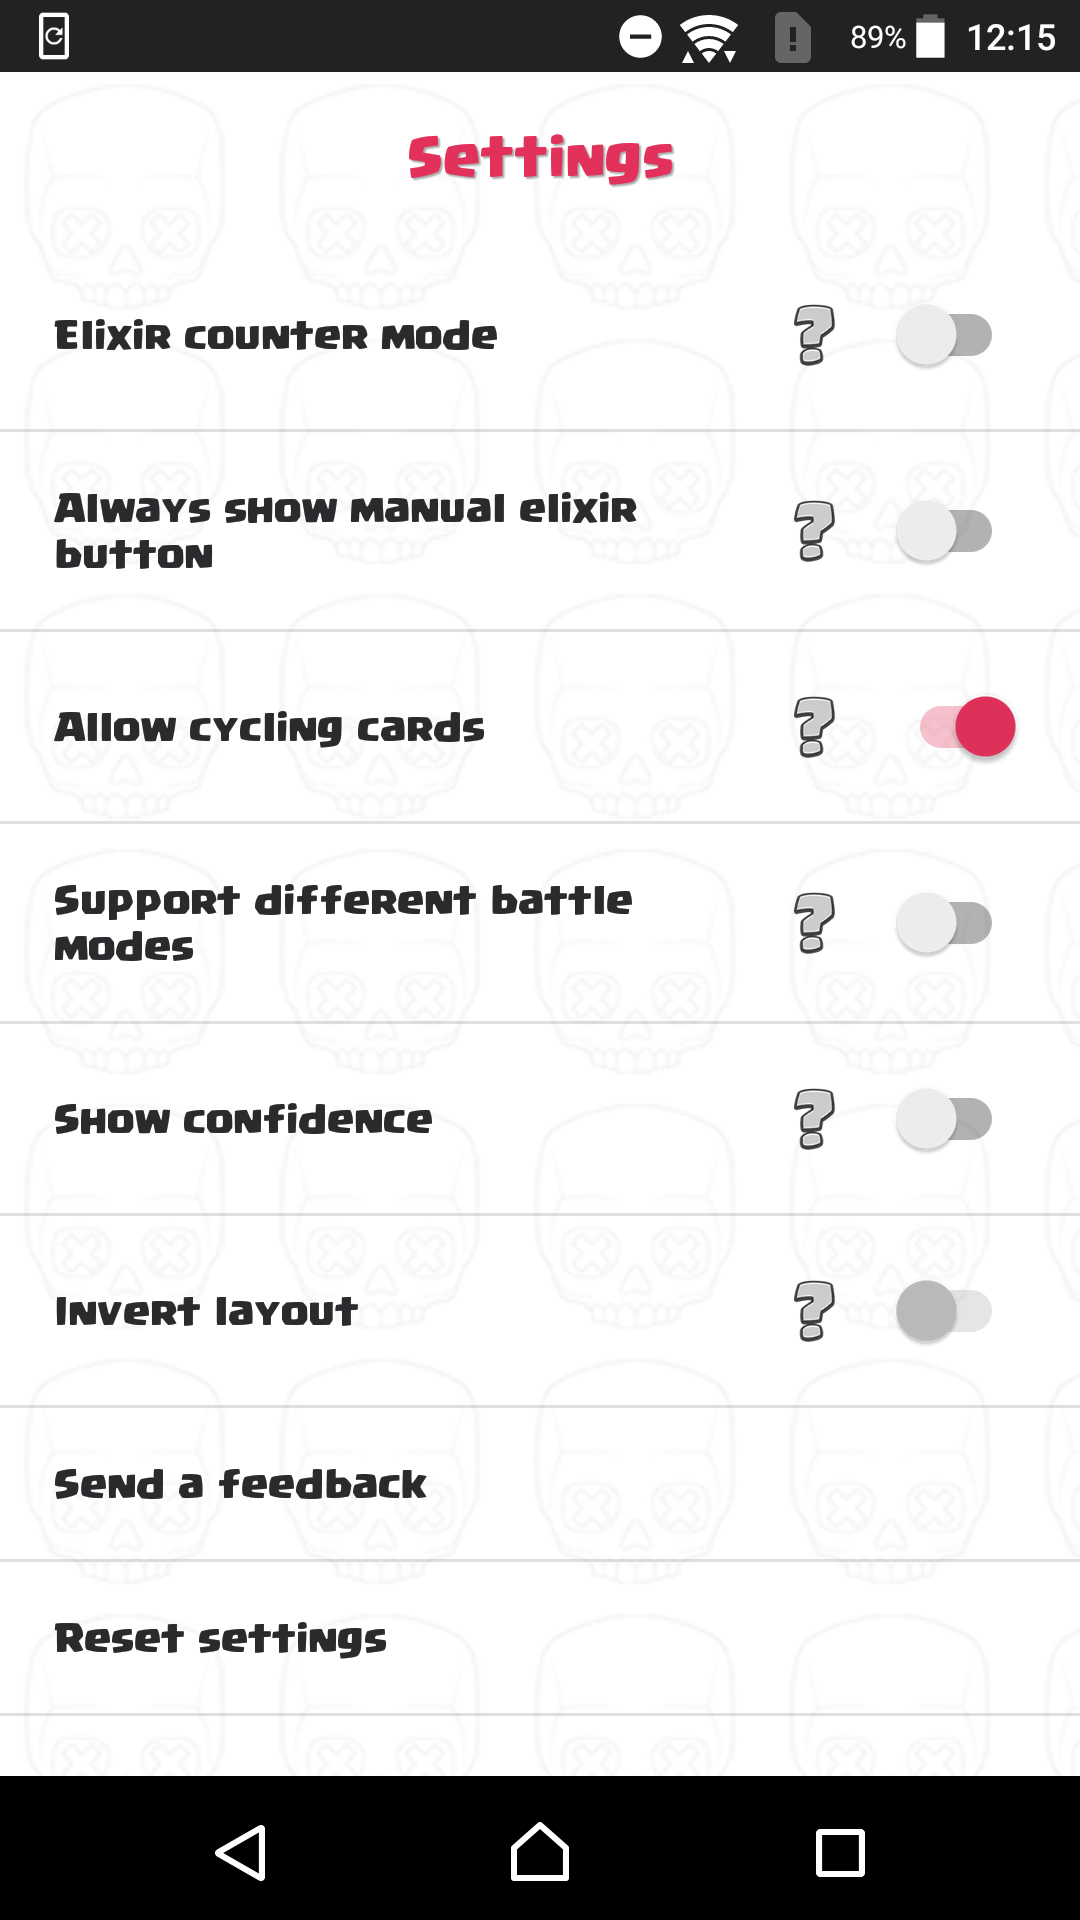 89% 12:15
Settings
Elixir counter mode
Always show manual elixir
button
Allow cycling cards
Support different battle
modes
Show confidence
Invert layout
Send a feedback
Reset settings